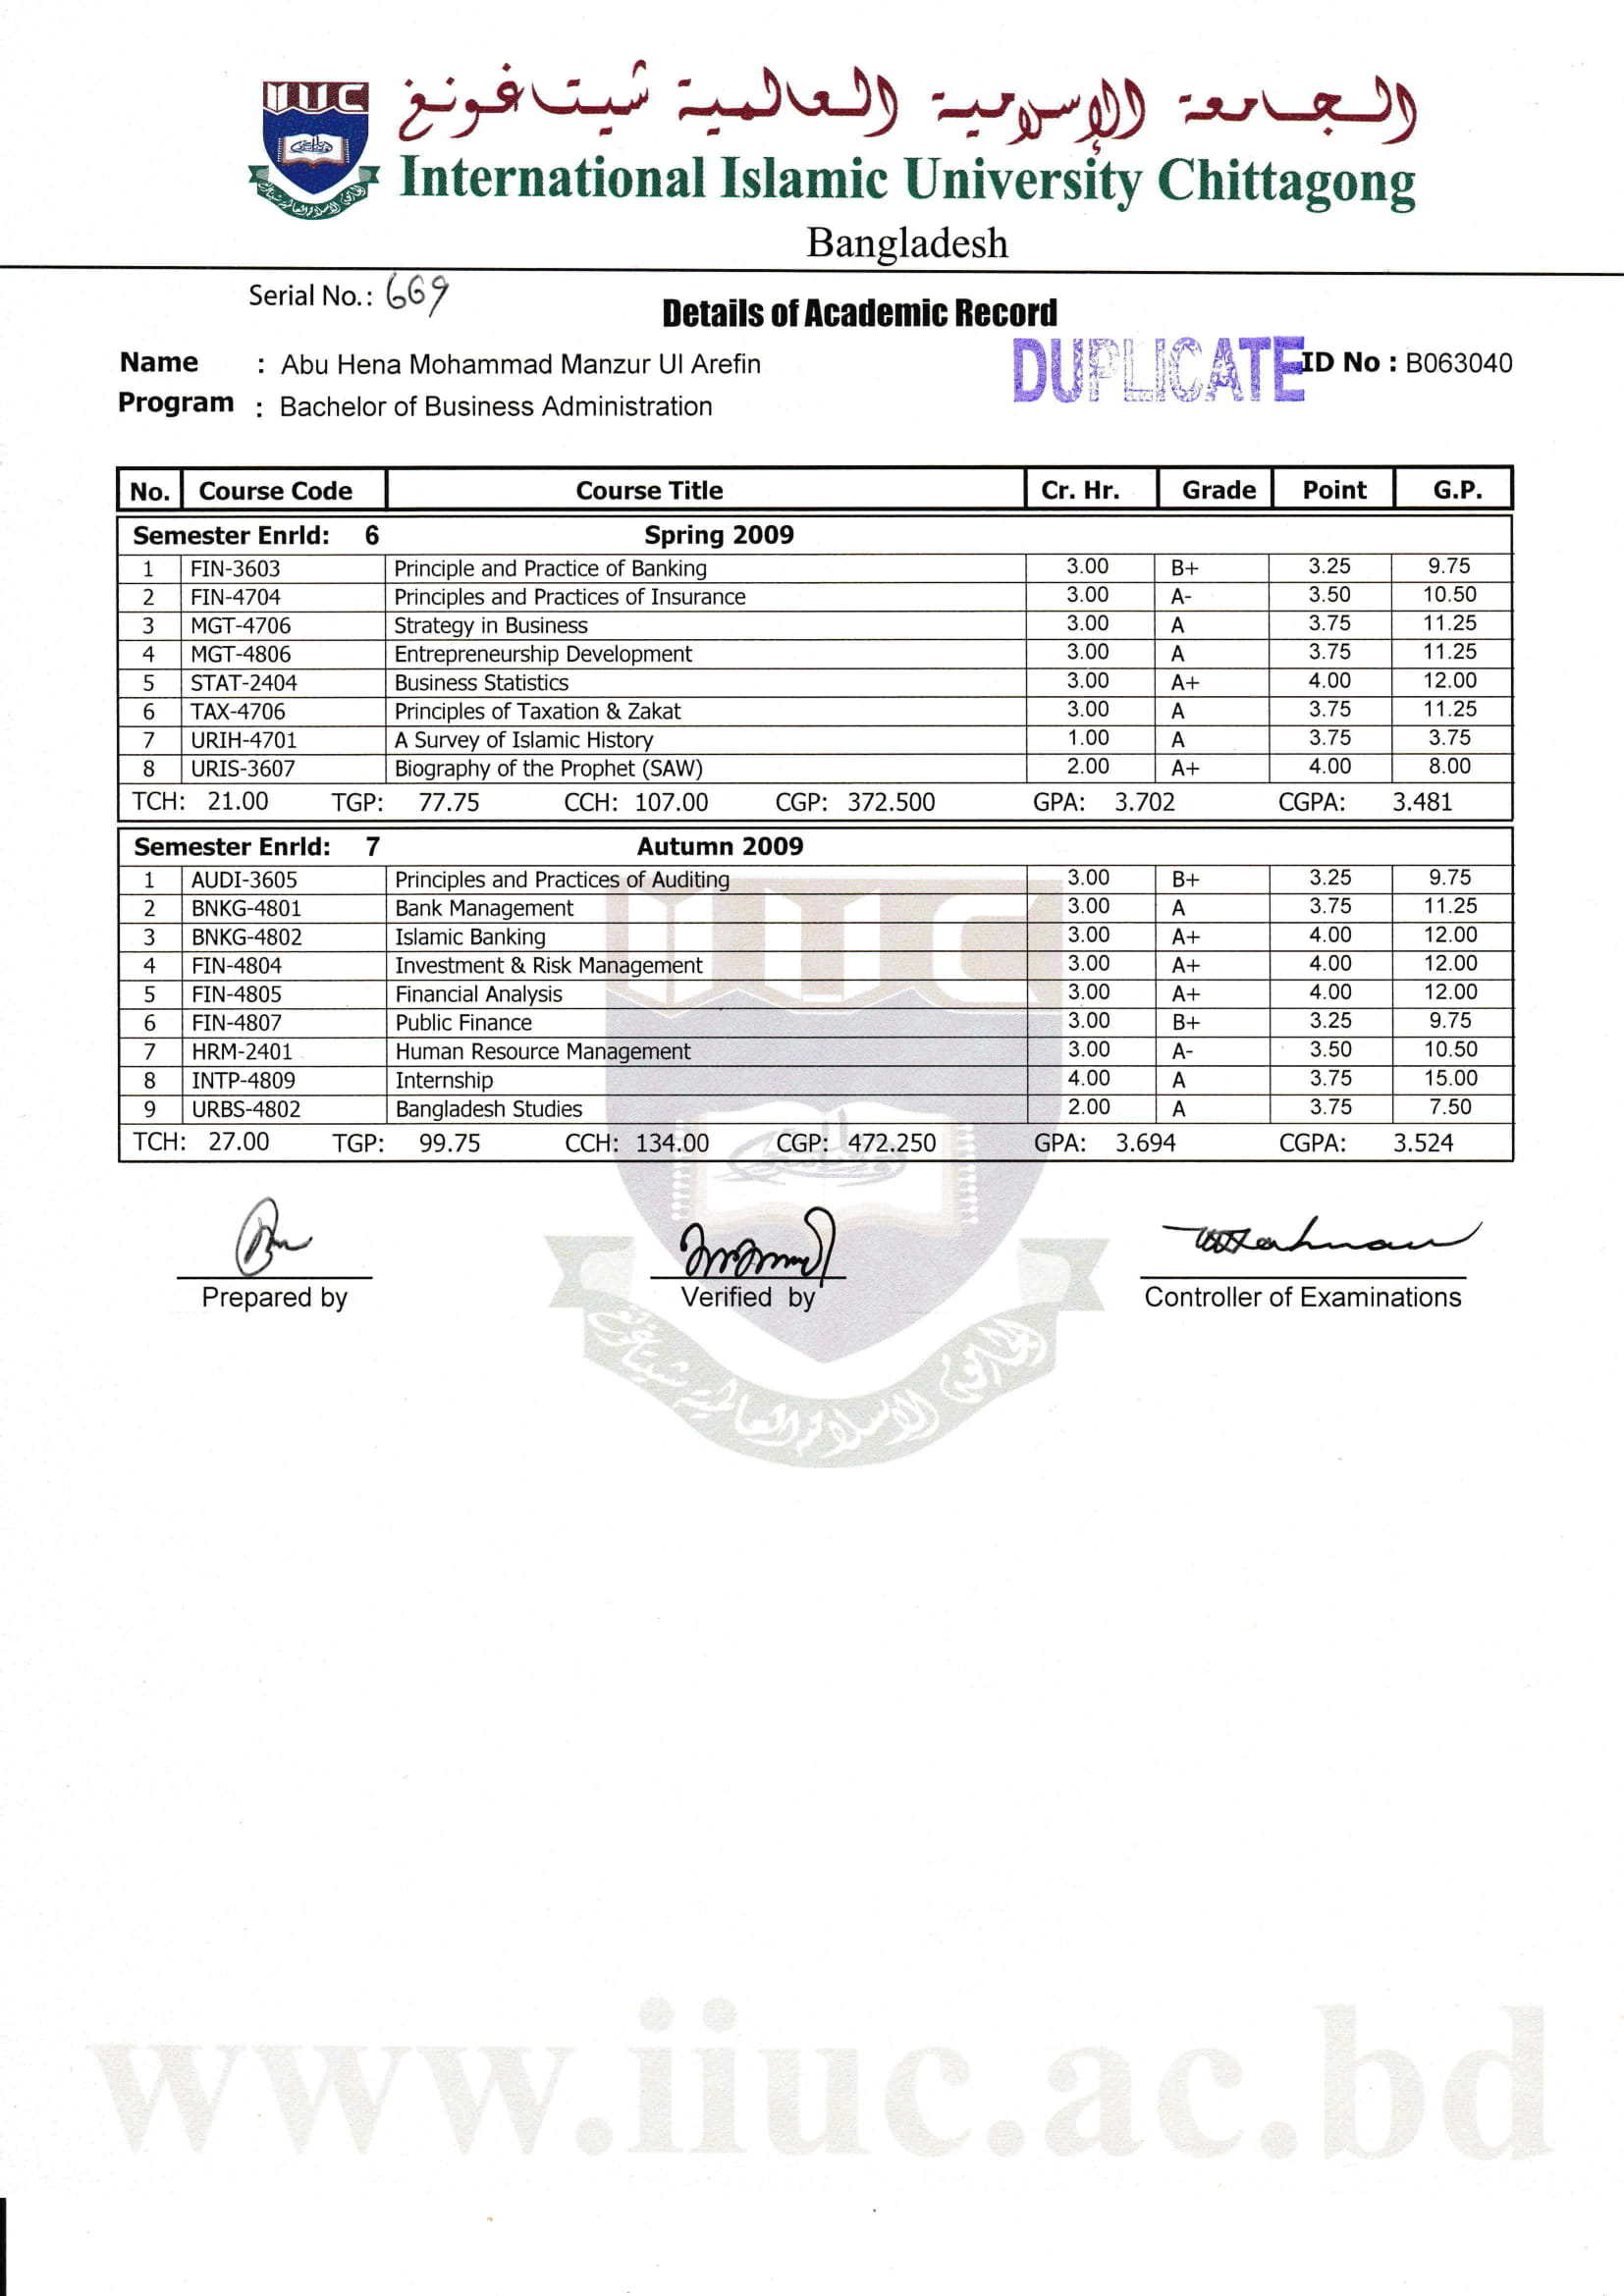 IIUC
الجامعة الإسلامية العالمية شيتاغونغ
International Islamic University Chittagong
Bangladesh
Serial No.: 669
Details of Academic Record
DUPLICATE
Name : Abu Hena Mohammad Manzur Ul Arefin ID No : B063040
Program : Bachelor of Business Administration
No. Course Code Course Title Cr. Hr. Grade Point G.P.
Semester Enrld: 6 Spring 2009
1 FIN-3603 Principle and Practice of Banking 3.00 B+ 3.25 9.75
2 FIN-4704 Principles and Practices of Insurance 3.00 A- 3.50 10.50
3 MGT-4706 Strategy in Business 3.00 A 3.75 11.25
4 MGT-4806 Entrepreneurship Development 3.00 A 3.75 11.25
5 STAT-2404 Business Statistics 3.00 A+ 4.00 12.00
6 TAX-4706 Principles of Taxation & Zakat 3.00 A 3.75 11.25
7 URIH-4701 A Survey of Islamic History 1.00 A 3.75 3.75
8 URIS-3607 Biography of the Prophet (SAW) 2.00 A+ 4.00 8.00
TCH: 21.00 TGP: 77.75 CCH: 107.00 CGP: 372.500 GPA: 3.702 CGPA: 3.481
Semester Enrld: 7 Autumn 2009
1 AUDI-3605 Principles and Practices of Auditing 3.00 B+ 3.25 9.75
2 BNKG-4801 Bank Management 3.00 A 3.75 11.25
3 BNKG-4802 Islamic Banking 3.00 A+ 4.00 12.00
4 FIN-4804 Investment & Risk Management 3.00 A+ 4.00 12.00
5 FIN-4805 Financial Analysis 3.00 A+ 4.00 12.00
6 FIN-4807 Public Finance 3.00 B+ 3.25 9.75
7 HRM-2401 Human Resource Management 3.00 A- 3.50 10.50
8 INTP-4809 Internship 4.00 A 3.75 15.00
9 URBS-4802 Bangladesh Studies 2.00 A 3.75 7.50
TCH: 27.00 TGP: 99.75 CCH: 134.00 CGP: 472.250 GPA: 3.694 CGPA: 3.524
IIUC
Prepared by Verified by Controller of Examinations
www.iiuc.ac.bd